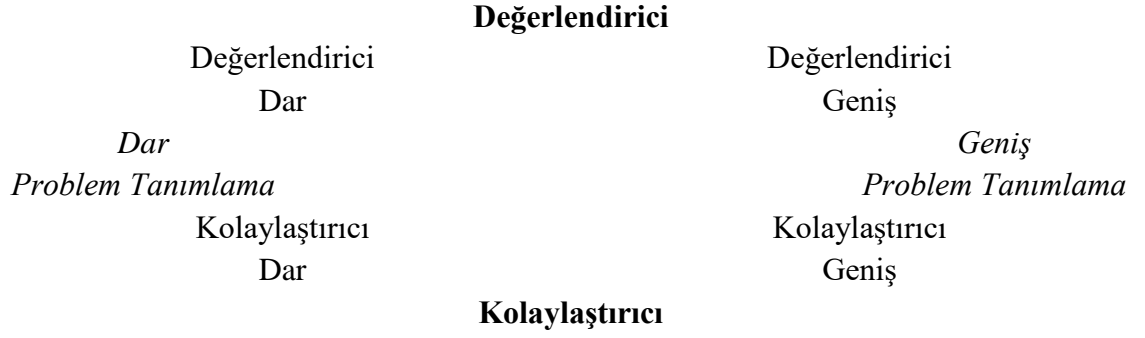 Değerlendirici
Değerlendirici Değerlendirici
Dar Geniş
Dar Geniş
Problem Tanımlama Problem Tanımlama
Kolaylaştırıcı Kolaylaştırıcı
Dar Geniş
Kolaylaştırıcı